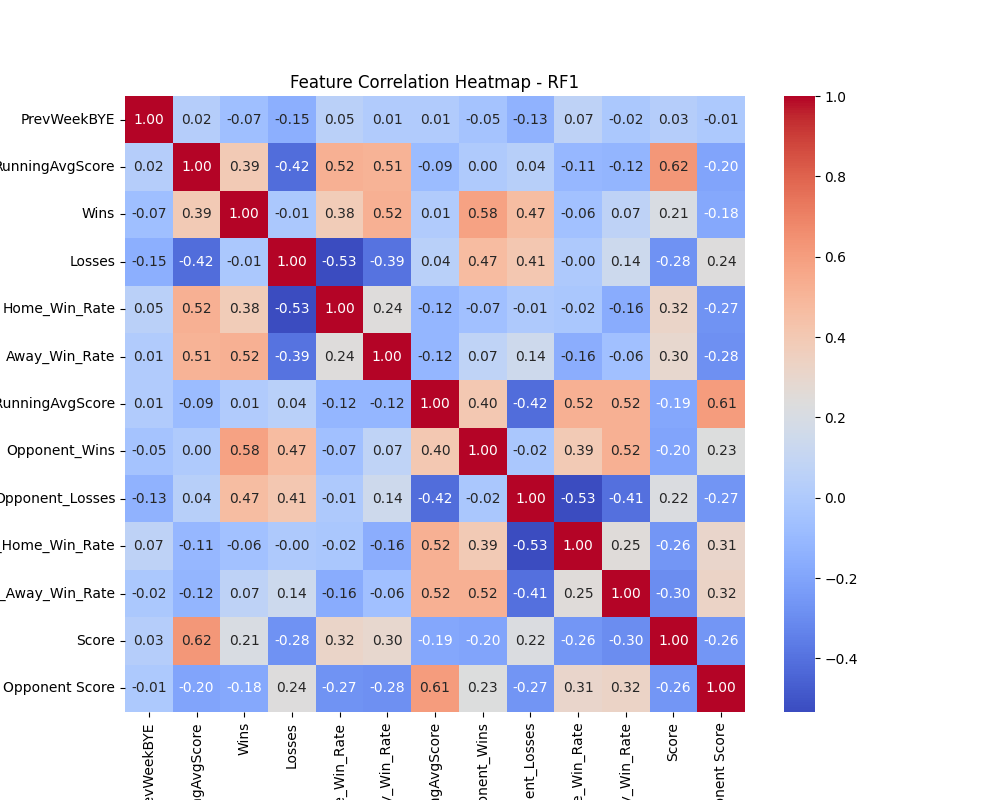 Feature Correlation Heatmap - RF1
PrevWeekBYE 1.00 0.02 -0.07 -0.15 0.05 0.01 0.01 -0.05 -0.13 0.07 -0.02 0.03 -0.01
RunningAvgScore 0.02 1.00 0.39 -0.42 0.52 0.51 -0.09 0.00 0.04 -0.11 -0.12 0.62 -0.20
Wins -0.07 0.39 1.00 -0.01 0.38 0.52 0.01 0.58 0.47 -0.06 0.07 0.21 -0.18
Losses -0.15 -0.42 -0.01 1.00 -0.53 -0.39 0.04 0.47 0.41 -0.00 0.14 -0.28 0.24
Home_Win_Rate 0.05 0.52 0.38 -0.53 1.00 0.24 -0.12 -0.07 -0.01 -0.02 -0.16 0.32 -0.27
Away_Win_Rate 0.01 0.51 0.52 -0.39 0.24 1.00 -0.12 0.07 0.14 -0.16 -0.06 0.30 -0.28
RunningAvgScore 0.01 -0.09 0.01 0.04 -0.12 -0.12 1.00 0.40 -0.42 0.52 0.52 -0.19 0.61
Opponent_Wins -0.05 0.00 0.58 0.47 -0.07 0.07 0.40 1.00 -0.02 0.39 0.52 -0.20 0.23
Opponent_Losses -0.13 0.04 0.47 0.41 -0.01 0.14 -0.42 -0.02 1.00 -0.53 -0.41 0.22 -0.27
_Home_Win_Rate 0.07 -0.11 -0.06 -0.00 -0.02 -0.16 0.52 0.39 -0.53 1.00 0.25 -0.26 0.31
_Away_Win_Rate -0.02 -0.12 0.07 0.14 -0.16 -0.06 0.52 0.52 -0.41 0.25 1.00 -0.30 0.32
Score 0.03 0.62 0.21 -0.28 0.32 0.30 -0.19 -0.20 0.22 -0.26 -0.30 1.00 -0.26
Opponent Score -0.01 -0.20 -0.18 0.24 -0.27 -0.28 0.61 0.23 -0.27 0.31 0.32 -0.26 1.00
evWeekBYE
gAvgScore
Wins
Losses
e_Win_Rate
y_Win_Rate
gAvgScore
nent_Wins
ent_Losses
e_Win_Rate
y_Win_Rate
Score
nent Score
1.0
0.8
0.6
0.4
0.2
0.0
−0.2
−0.4